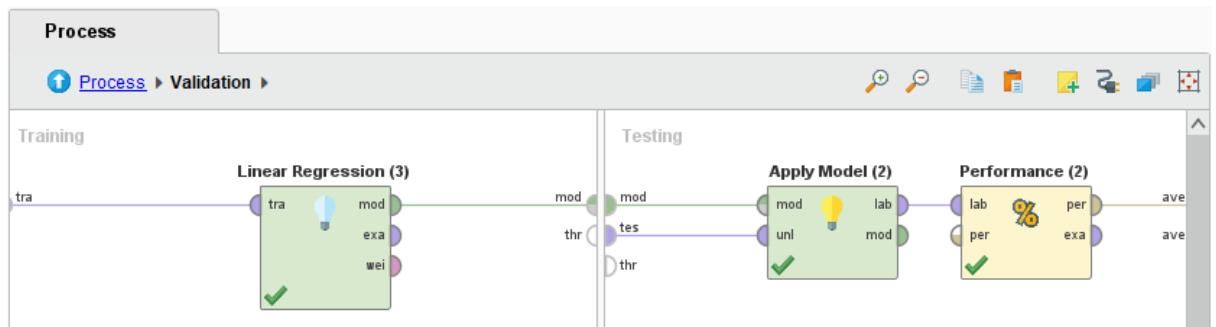 Process
Process ▸ Validation ▸
Training
Testing
Linear Regression (3)
Apply Model (2)
Performance (2)
tra
tra
mod
mod
mod
mod
lab
lab
per
ave
exa
thr
tes
unl
mod
per
exa
ave
wei
thr